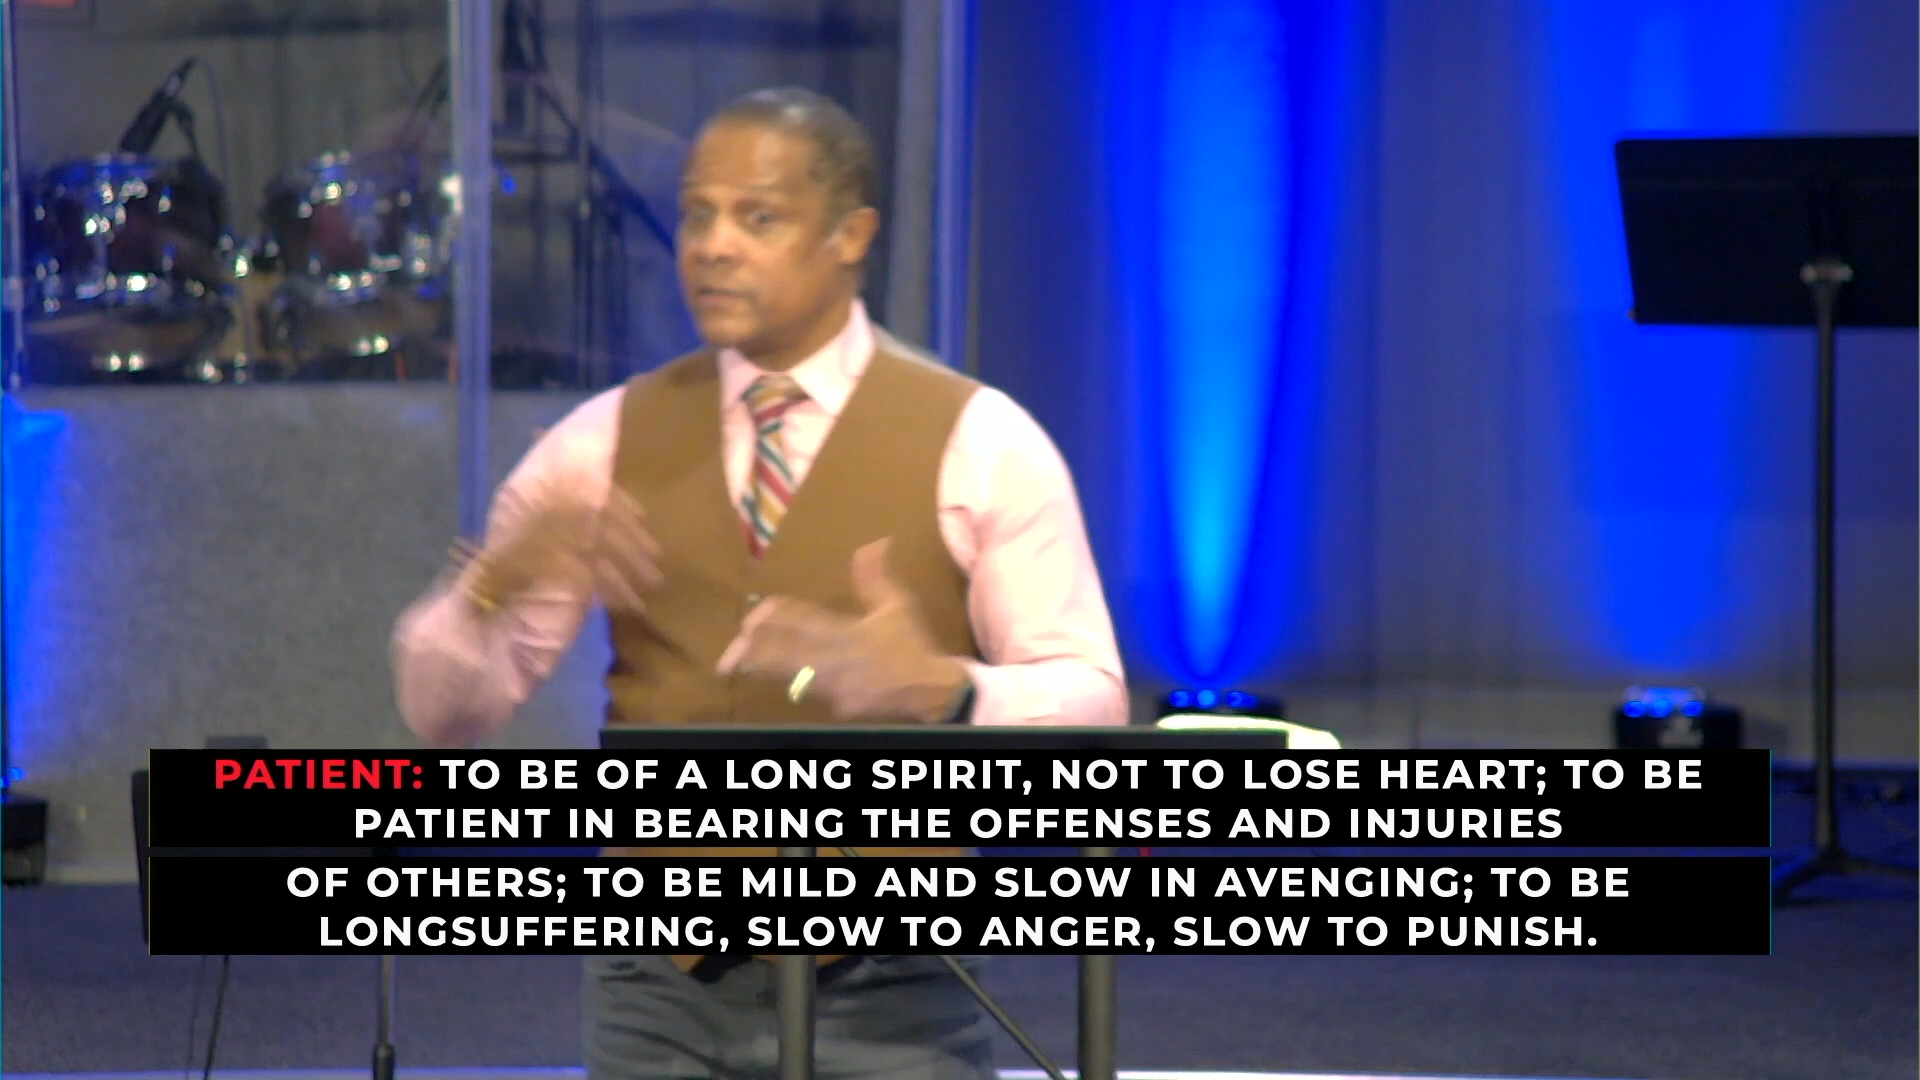 PATIENT: TO BE OF A LONG SPIRIT, NOT TO LOSE HEART; TO BE
PATIENT IN BEARING THE OFFENSES AND INJURIES
OF OTHERS; TO BE MILD AND SLOW IN AVENGING; TO BE
LONGSUFFERING, SLOW TO ANGER, SLOW TO PUNISH.